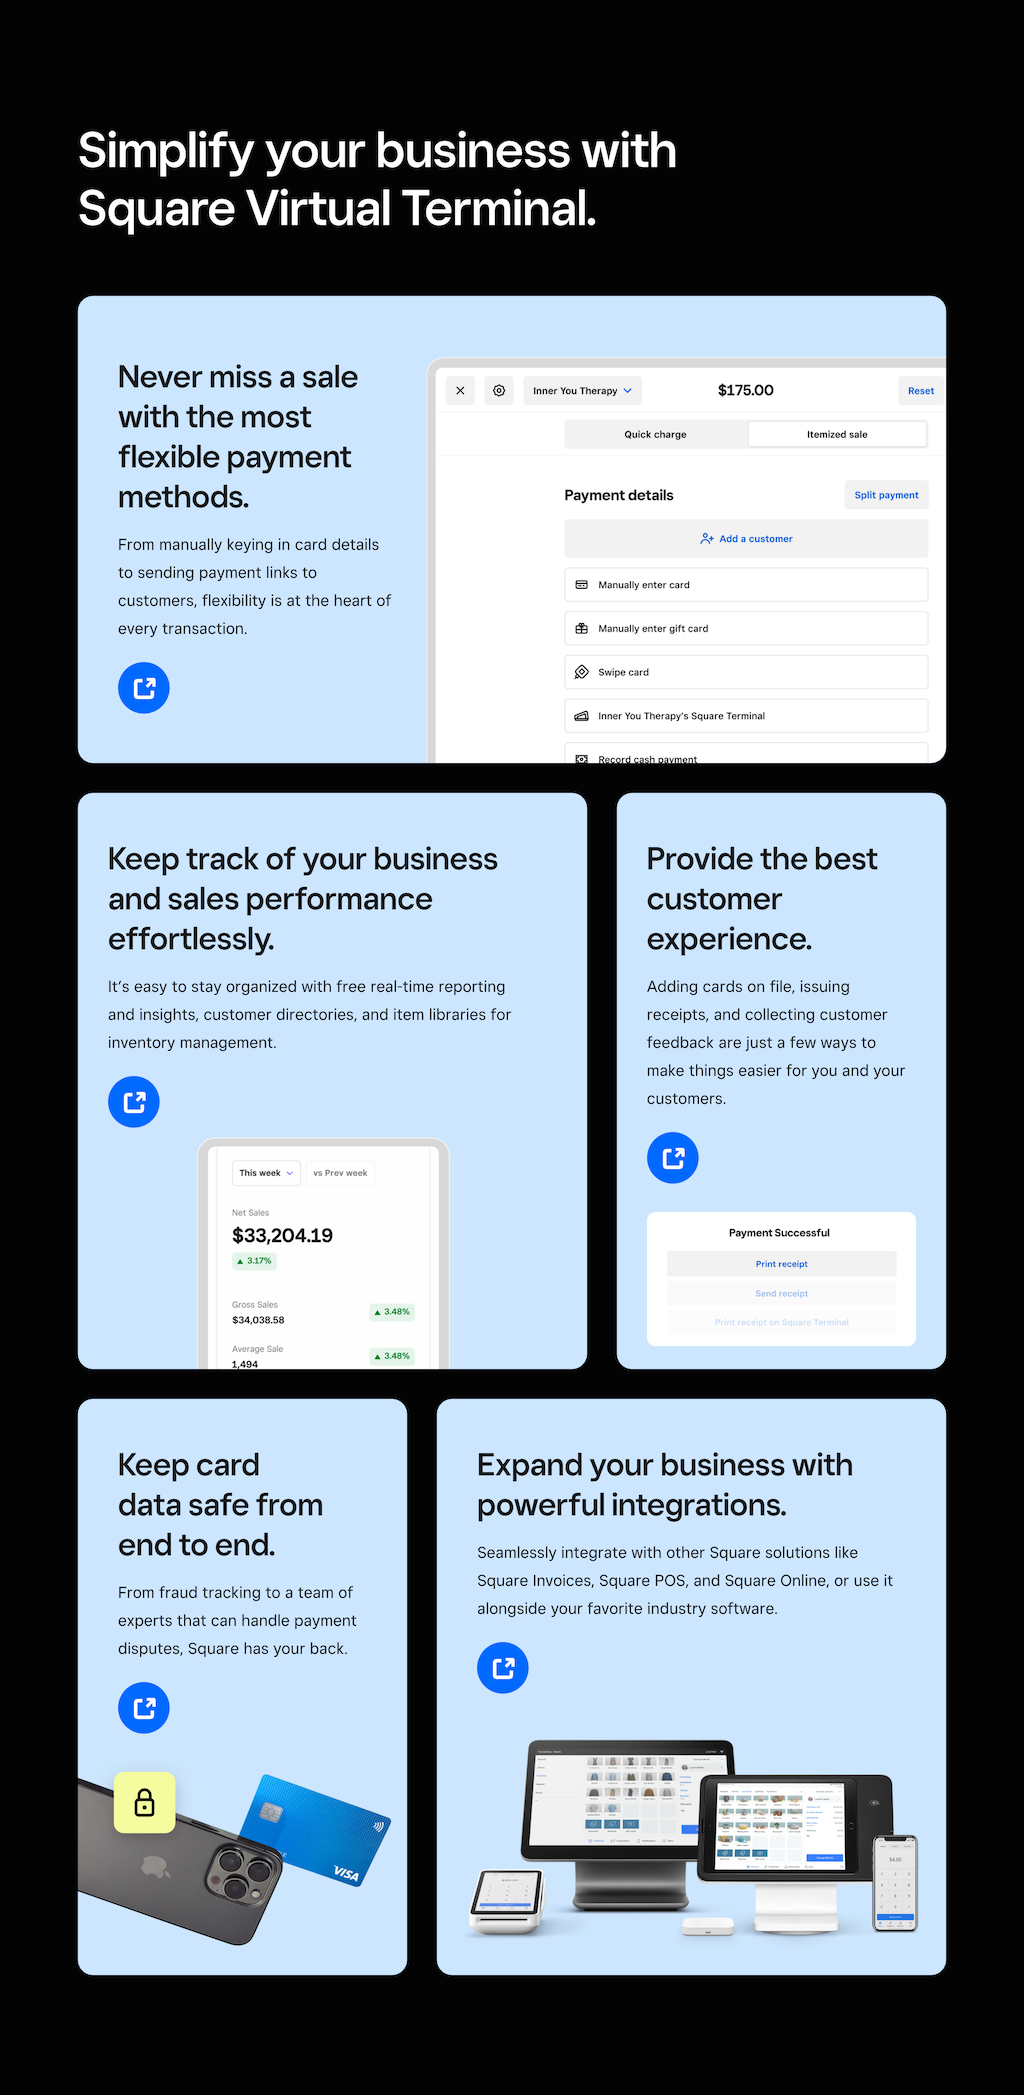 Simplify your business with
Square Virtual Terminal.
Never miss a sale
with the most
flexible payment
methods.
From manually keying in card details
to sending payment links to
customers, flexibility is at the heart of
every transaction.
Inner You Therapy
$175.00
Reset
Quick charge
Itemized sale
Payment details
Split payment
Add a customer
Manually enter card
Manually enter gift card
Swipe card
Inner You Therapy's Square Terminal
Record cash payment
Keep track of your business
and sales performance
effortlessly.
It's easy to stay organized with free real-time reporting
and insights, customer directories, and item libraries for
inventory management.
This week
vs Prev week
Net Sales
$33,204.19
▲ 3.17%
Gross Sales
$34,038.58
▲ 3.48%
Average Sale
1,494
▲ 3.48%
Provide the best
customer
experience.
Adding cards on file, issuing
receipts, and collecting customer
feedback are just a few ways to
make things easier for you and your
customers.
Payment Successful
Print receipt
Send receipt
Print receipt on Square Terminal
Keep card
data safe from
end to end.
From fraud tracking to a team of
experts that can handle payment
disputes, Square has your back.
VISA
Expand your business with
powerful integrations.
Seamlessly integrate with other Square solutions like
Square Invoices, Square POS, and Square Online, or use it
alongside your favorite industry software.
$4.00